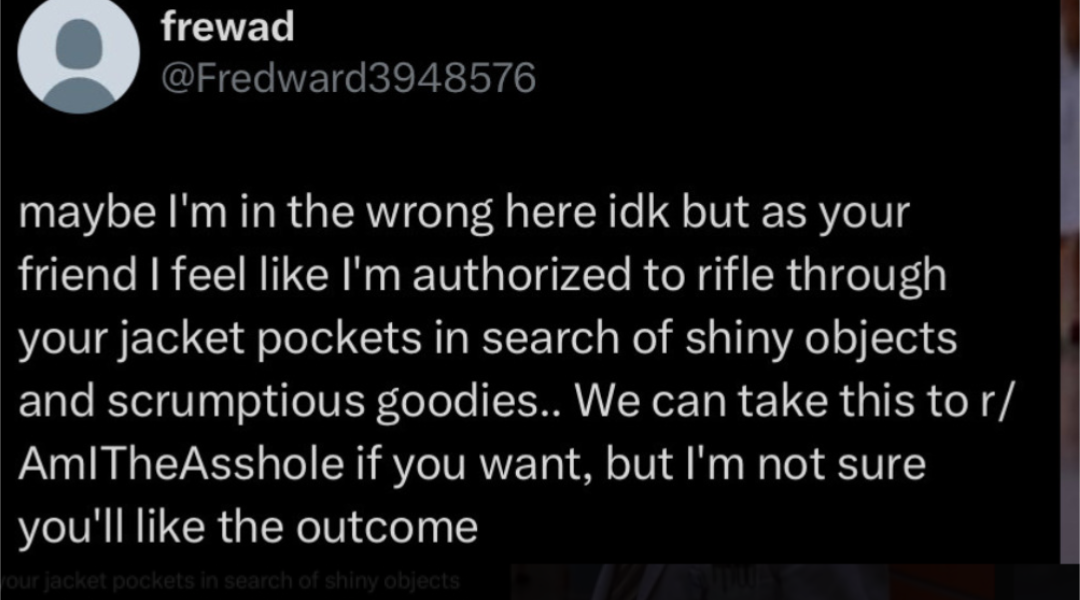 frewad
@Fredward3948576
maybe I'm in the wrong here idk but as your
friend I feel like I'm authorized to rifle through
your jacket pockets in search of shiny objects
and scrumptious goodies.. We can take this to r/
AmITheAsshole if you want, but I'm not sure
you'll like the outcome
your jacket pockets in search of shiny objects